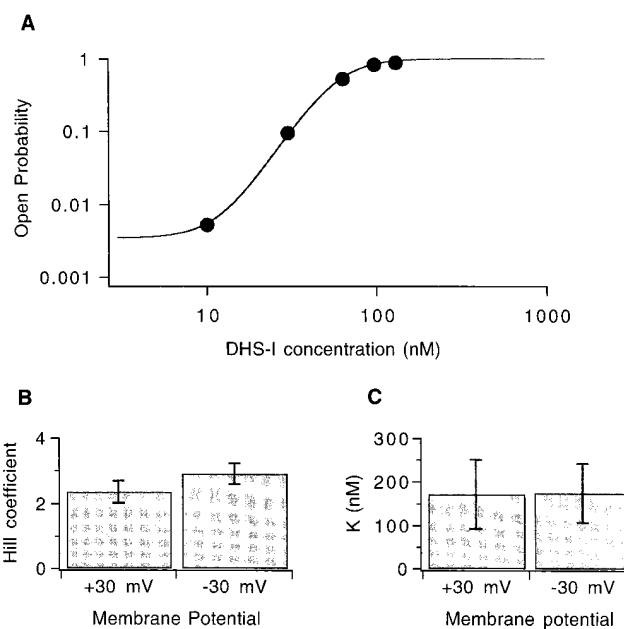 A
Open Probability
1
0.1
0.01
0.001
10
100
1000
DHS-I concentration (nM)
B
Hill coefficient
4
2
0
+30 mV
-30 mV
Membrane Potential
C
K (nM)
300
200
100
0
+30 mV
-30 mV
Membrane potential